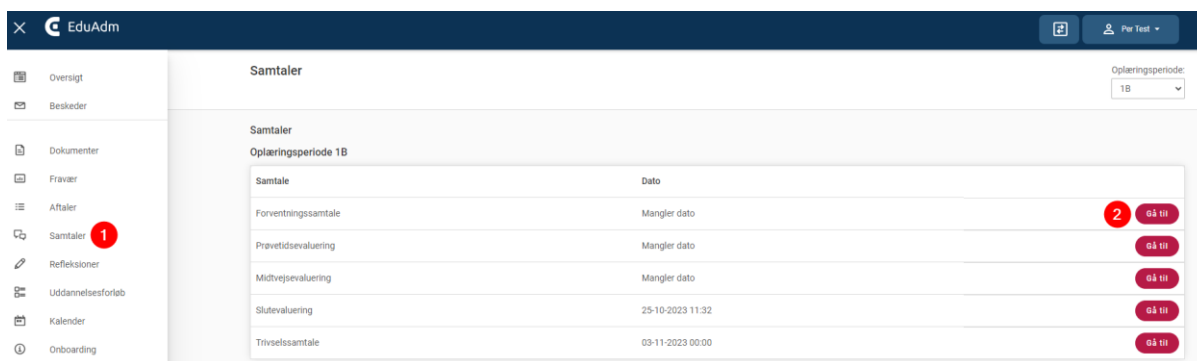 EduAdm
Per Test
Oversigt
Beskeder
Dokumenter
Fravær
Aftaler
Samtaler 1
Refleksioner
Uddannelsesforløb
Kalender
Onboarding
Samtaler
Oplæringsperiode:
1B
Samtaler
Oplæringsperiode 1B
Samtale Dato
Forventningssamtale Mangler dato 2 Gå til
Prøvetidsevaluering Mangler dato Gå til
Midtvejsevaluering Mangler dato Gå til
Slutevaluering 25-10-2023 11:32 Gå til
Trivselssamtale 03-11-2023 00:00 Gå til